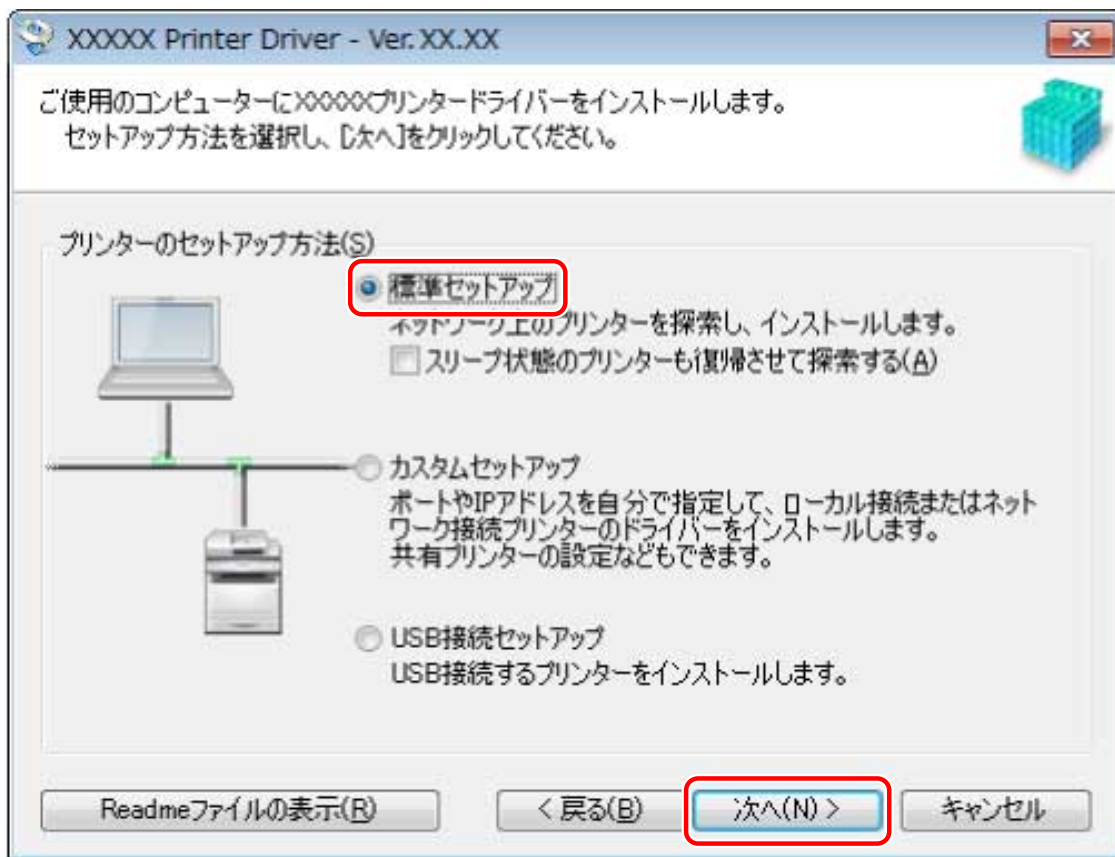 XXXXX Printer Driver - Ver. XX.XX
ご使用のコンピューターにXXXXXプリンタードライバーをインストールします。
セットアップ方法を選択し、[次へ]をクリックしてください。
プリンターのセットアップ方法(S)
標準セットアップ
ネットワーク上のプリンターを探索し、インストールします。
スリープ状態のプリンターも復帰させて探索する(A)
カスタムセットアップ
ポートやIPアドレスを自分で指定して、ローカル接続またはネット
ワーク接続プリンターのドライバーをインストールします。
共有プリンターの設定などもできます。
USB接続セットアップ
USB接続するプリンターをインストールします。
Readmeファイルの表示(R)
< 戻る(B)
次へ(N) >
キャンセル